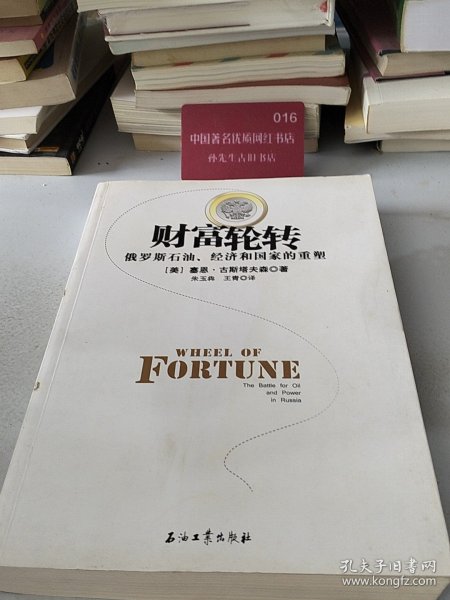 016
中国著名优质网红书店
孙先生古旧书店
财富轮转
俄罗斯石油、经济和国家的重塑
［美］塞恩·古斯塔夫森◎著
朱玉犇 王青◎译
WHEEL OF
FORTUNE
The Battle for Oil
and Power
in Russia
石油工业出版社
孔夫子旧书网
www.kongfz.com